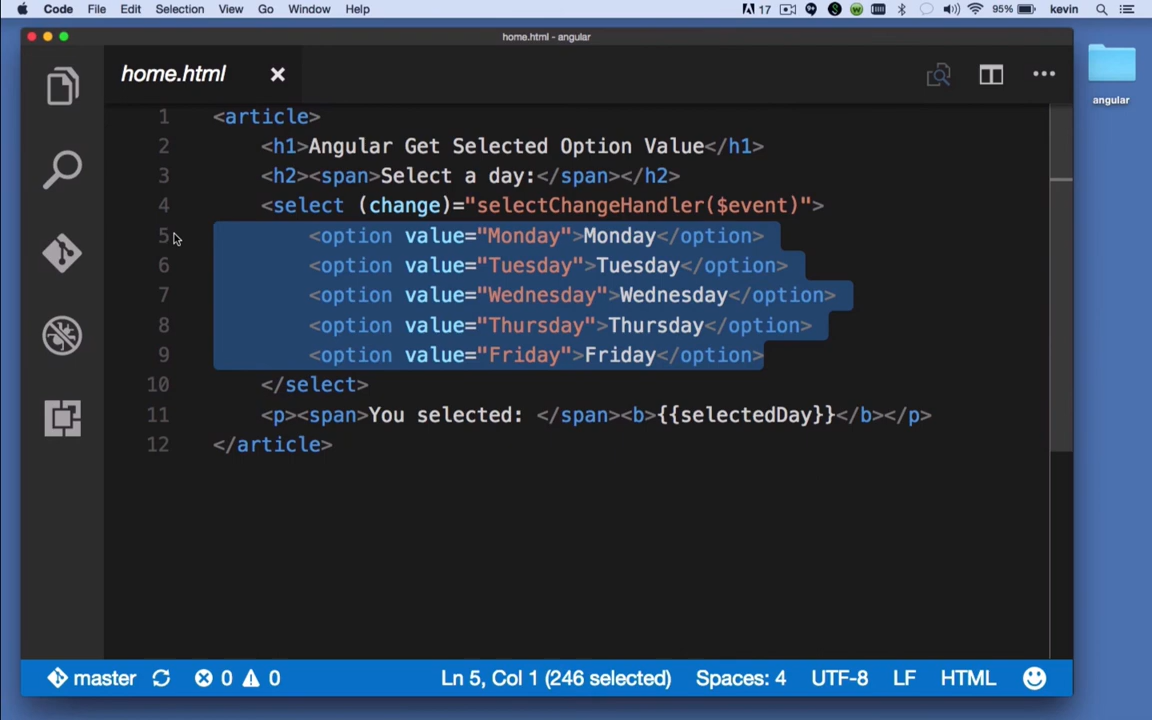 Code File Edit Selection View Go Window Help 17 95% kevin
home.html - angular
home.html
angular
1 <article>
2 <h1>Angular Get Selected Option Value</h1>
3 <h2><span>Select a day:</span></h2>
4 <select (change)="selectChangeHandler($event)">
5 <option value="Monday">Monday</option>
6 <option value="Tuesday">Tuesday</option>
7 <option value="Wednesday">Wednesday</option>
8 <option value="Thursday">Thursday</option>
9 <option value="Friday">Friday</option>
10 </select>
11 <p><span>You selected: </span><b>{{selectedDay}}</b></p>
12 </article>
master 0 0 Ln 5, Col 1 (246 selected) Spaces: 4 UTF-8 LF HTML